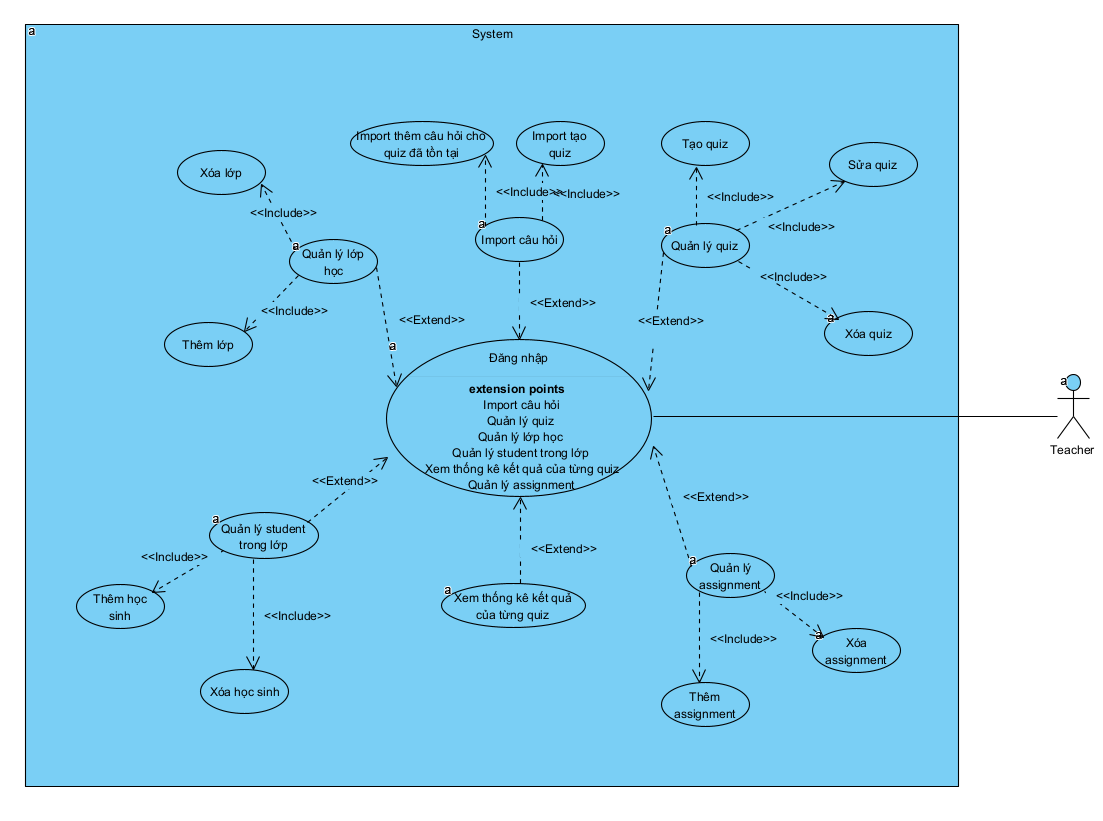 a
System
Import thêm câu hỏi cho
quiz đã tồn tại
Import tạo
quiz
Tạo quiz
Sửa quiz
Xóa lớp
<<Include>>
<<Include>>
<<Include>>
<<Include>>
<<Include>>
a
Import câu hỏi
a
Quản lý quiz
a
Quản lý lớp
học
<<Include>>
<<Include>>
<<Extend>>
<<Extend>>
<<Extend>>
a
Thêm lớp
a
Xóa quiz
a
Đăng nhập
extension points
Import câu hỏi
Quản lý quiz
Quản lý lớp học
Quản lý student trong lớp
Xem thống kê kết quả của từng quiz
Quản lý assignment
a
Teacher
<<Extend>>
<<Extend>>
<<Extend>>
a
Quản lý student
trong lớp
<<Include>>
a
Quản lý
assignment
a
Xem thống kê kết quả
của từng quiz
Thêm học
sinh
<<Include>>
<<Include>>
<<Include>>
a
Xóa
assignment
Xóa học sinh
Thêm
assignment